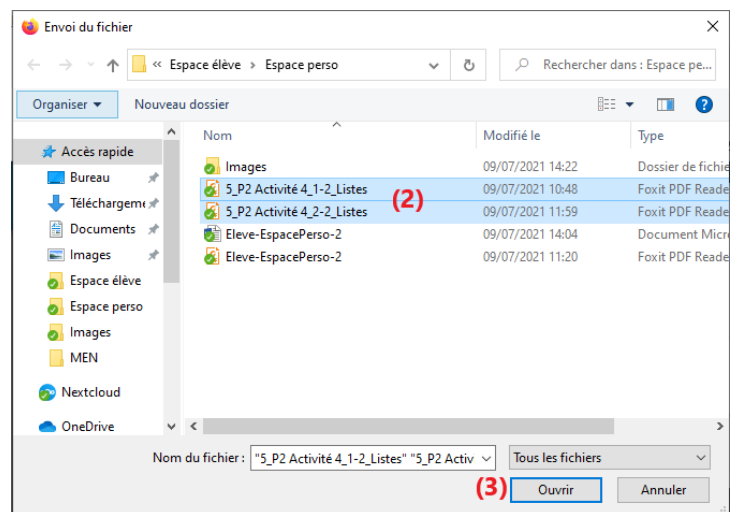 Envoi du fichier
« Espace élève > Espace perso
Rechercher dans : Espace pe...
Organiser Nouveau dossier
Nom Modifié le Type
Accès rapide
Bureau
Téléchargeme
Documents
Images
Espace élève
Espace perso
Images
MEN
Nextcloud
OneDrive
Images 09/07/2021 14:22 Dossier de fichie
5_P2 Activité 4_1-2_Listes 09/07/2021 10:48 Foxit PDF Reade
(2)
5_P2 Activité 4_2-2_Listes 09/07/2021 11:59 Foxit PDF Reade
Eleve-EspacePerso-2 09/07/2021 14:04 Document Micr
Eleve-EspacePerso-2 09/07/2021 11:20 Foxit PDF Reade
Nom du fichier : "5_P2 Activité 4_1-2_Listes" "5_P2 Activ Tous les fichiers
(3) Ouvrir Annuler